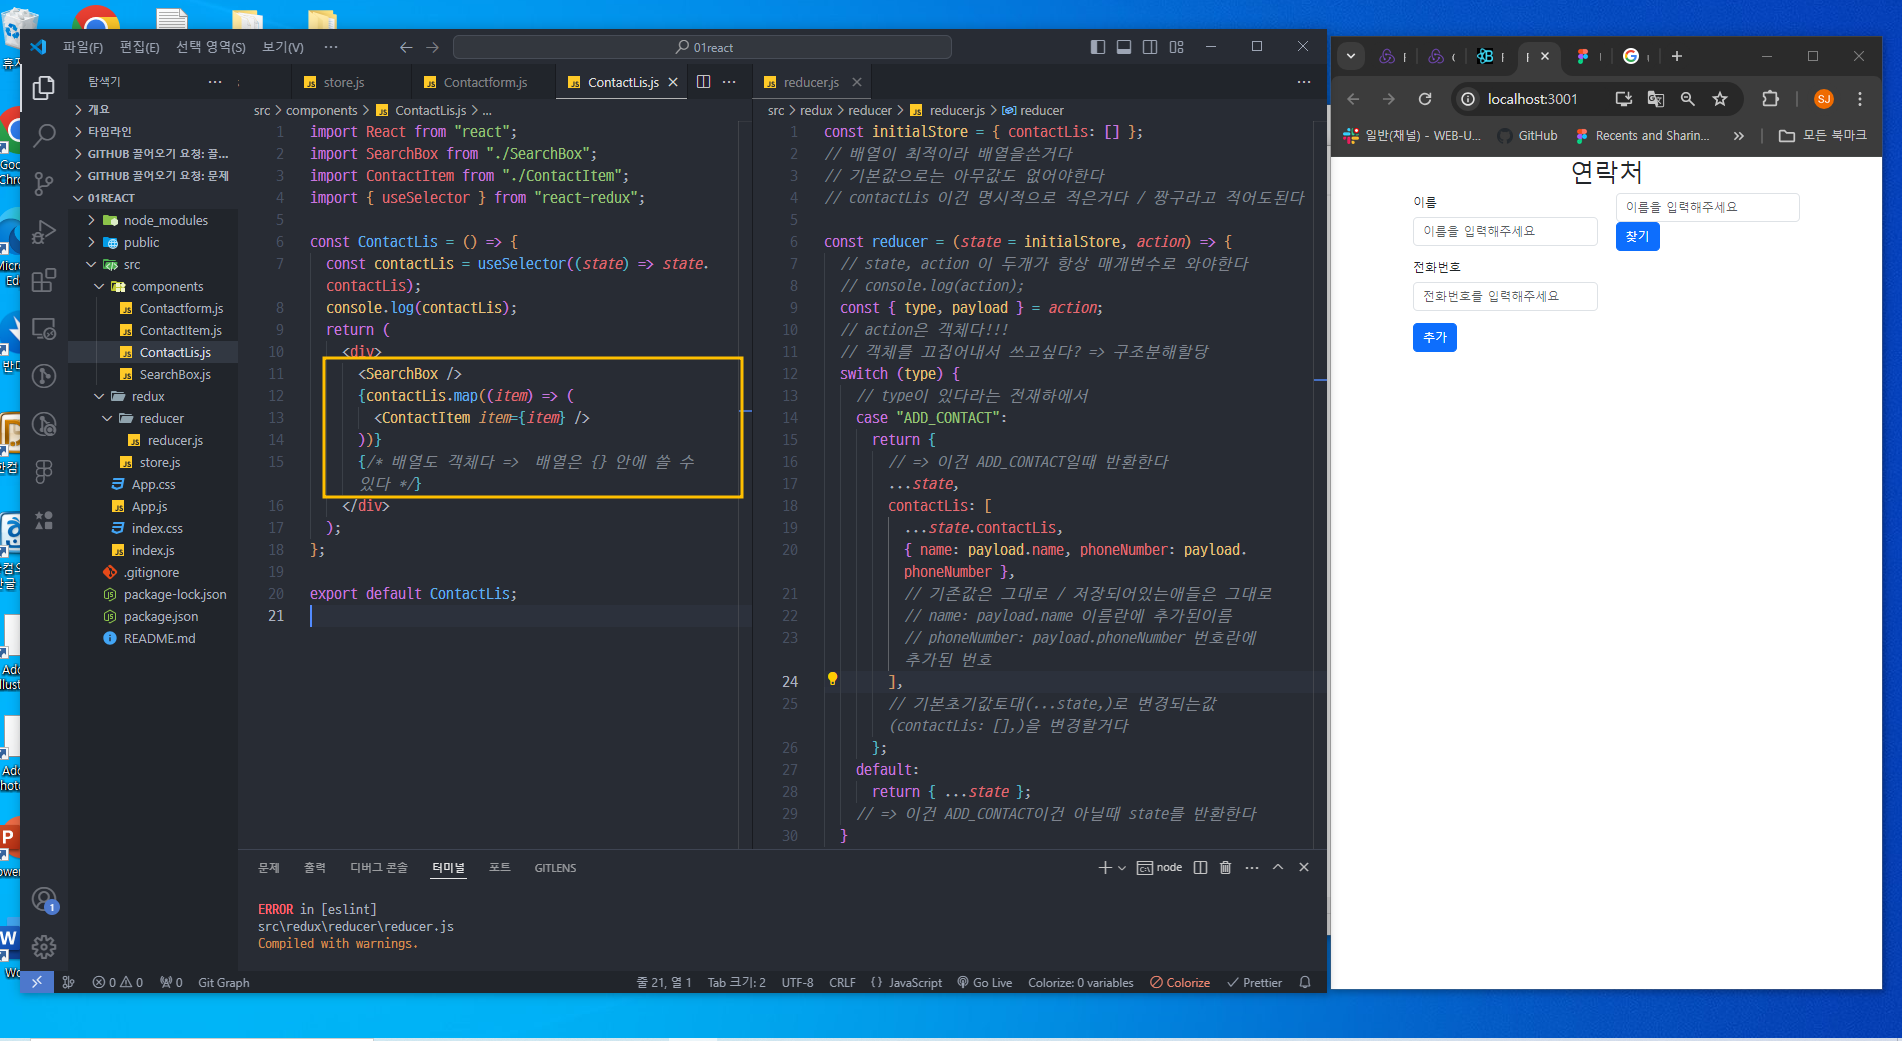 파일(F) 편집(E) 선택 영역(S) 보기(V) ··· 01react
탐색기 ···
개요
타임라인
GITHUB 끌어오기 요청: 끌...
GITHUB 끌어오기 요청: 문제
01REACT
node_modules
public
src
components
Contactform.js
ContactItem.js
ContactLis.js
SearchBox.js
redux
reducer
reducer.js
store.js
App.css
App.js
index.css
index.js
.gitignore
package-lock.json
package.json
README.md
store.js Contactform.js ContactLis.js
src > components > ContactLis.js > ...
1 import React from "react";
2 import SearchBox from "./SearchBox";
3 import ContactItem from "./ContactItem";
4 import { useSelector } from "react-redux";
5
6 const ContactLis = () => {
7 const contactLis = useSelector((state) => state.
contactLis);
8 console.log(contactLis);
9 return (
10 <div>
11 <SearchBox />
12 {contactLis.map((item) => (
13 <ContactItem item={item} />
14 ))}
15 {/* 배열도 객체다 => 배열은 {} 안에 쓸 수
있다 */}
16 </div>
17 );
18 };
19
20 export default ContactLis;
21
reducer.js
src > redux > reducer > reducer.js > reducer
1 const initialStore = { contactLis: [] };
2 // 배열이 최적이라 배열을쓴거다
3 // 기본값으로는 아무값도 없어야한다
4 // contactLis 이건 명시적으로 적은거다 / 짱구라고 적어도된다
5
6 const reducer = (state = initialStore, action) => {
7 // state, action 이 두개가 항상 매개변수로 와야한다
8 // console.log(action);
9 const { type, payload } = action;
10 // action은 객체다!!!
11 // 객체를 끄집어내서 쓰고싶다? => 구조분해할당
12 switch (type) {
13 // type이 있다라는 전재하에서
14 case "ADD_CONTACT":
15 return {
16 // => 이건 ADD_CONTACT일때 반환한다
17 ...state,
18 contactLis: [
19 ...state.contactLis,
20 { name: payload.name, phoneNumber: payload.
phoneNumber },
21 // 기존값은 그대로 / 저장되어있는애들은 그대로
22 // name: payload.name 이름란에 추가된이름
23 // phoneNumber: payload.phoneNumber 번호란에
추가된 번호
24 ],
25 // 기본초기값토대(...state,)로 변경되는값
(contactLis: [],)을 변경할거다
26 };
27 default:
28 return { ...state };
29 // => 이건 ADD_CONTACT이건 아닐때 state를 반환한다
30 }
문제 출력 디버그 콘솔 터미널 포트 GITLENS
node
ERROR in [eslint]
src\redux\reducer\reducer.js
Compiled with warnings.
0 0 0 Git Graph
줄 21, 열 1 Tab 크기: 2 UTF-8 CRLF {} JavaScript Go Live Colorize: 0 variables Colorize Prettier
localhost:3001
SJ
일반(채널) - WEB-U... GitHub Recents and Sharin... » 모든 북마크
연락처
이름
이름을 입력해주세요
전화번호
전화번호를 입력해주세요
추가
이름을 입력해주세요
찾기